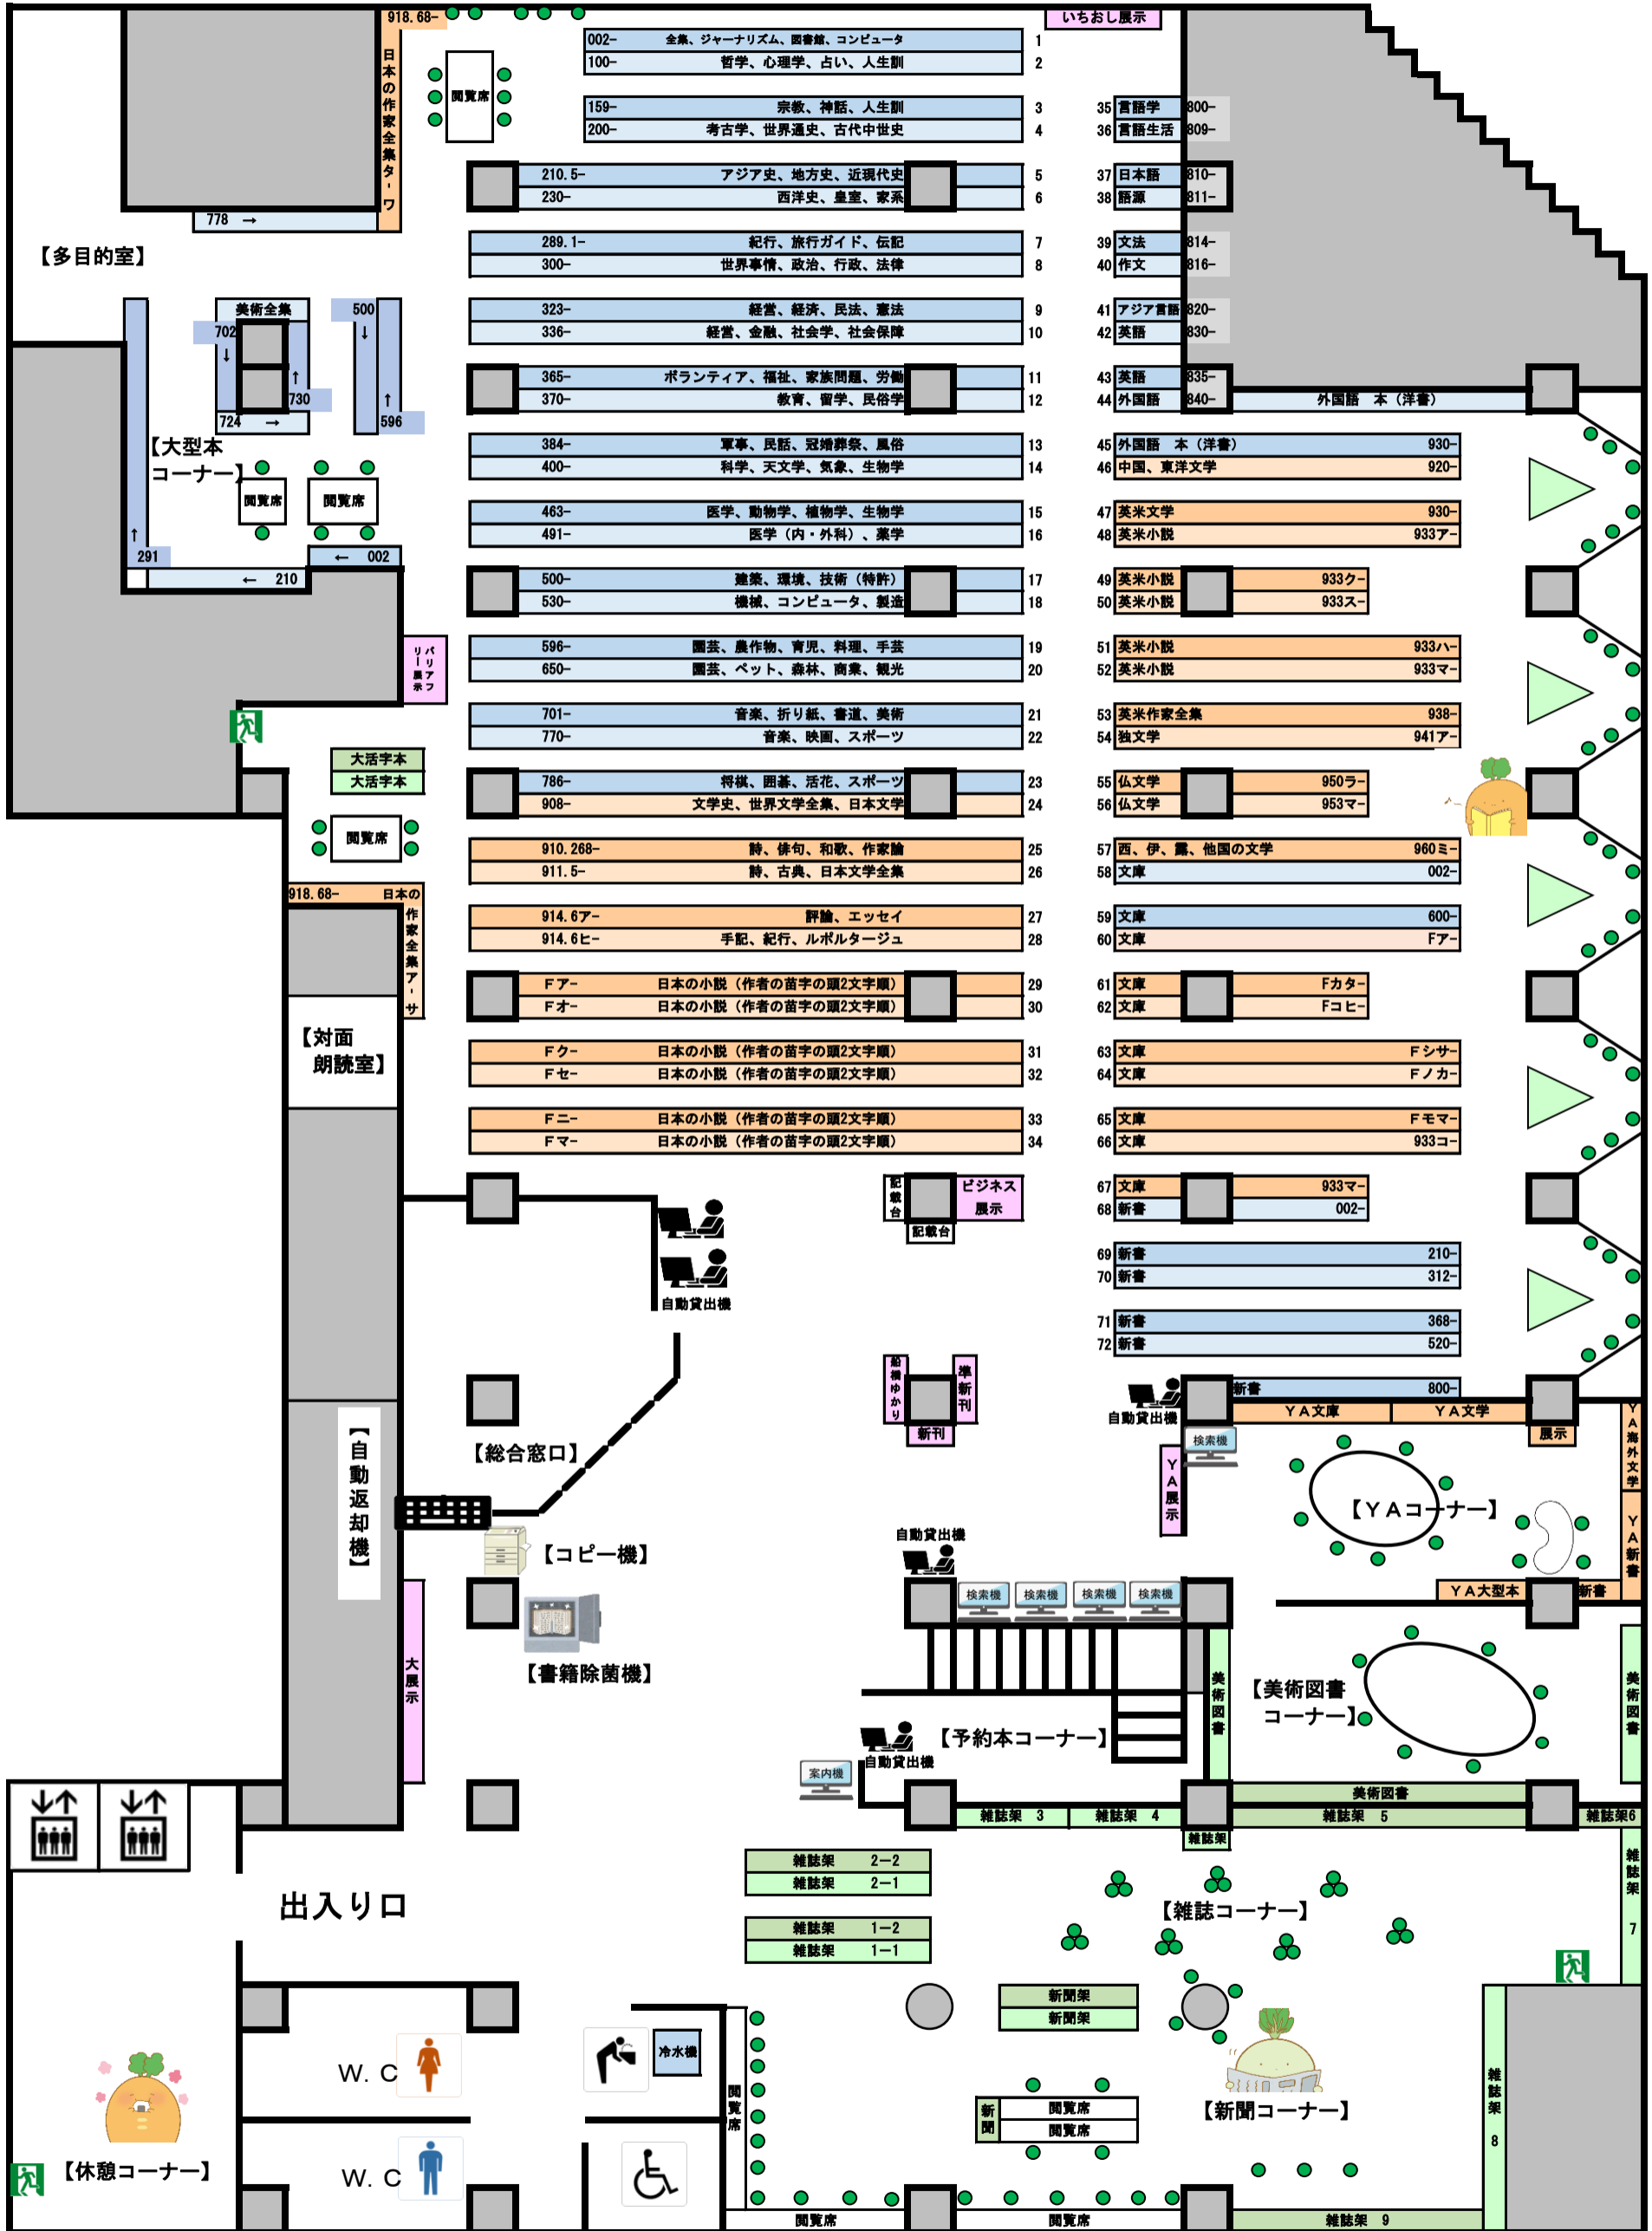 918.68-
日本の作家全集タ-ワ
閲覧席
いちおし展示
002- 全集、ジャーナリズム、図書館、コンピュータ 1
100- 哲学、心理学、占い、人生訓 2
159- 宗教、神話、人生訓 3
200- 考古学、世界通史、古代中世史 4
210.5- アジア史、地方史、近現代史 5
230- 西洋史、皇室、家系 6
289.1- 紀行、旅行ガイド、伝記 7
300- 世界事情、政治、行政、法律 8
323- 経営、経済、民法、憲法 9
336- 経営、金融、社会学、社会保障 10
365- ボランティア、福祉、家族問題、労働 11
370- 教育、留学、民俗学 12
384- 軍事、民話、冠婚葬祭、風俗 13
400- 科学、天文学、気象、生物学 14
463- 医学、動物学、植物学、生物学 15
491- 医学（内・外科）、薬学 16
500- 建築、環境、技術（特許） 17
530- 機械、コンピュータ、製造 18
596- 園芸、農作物、育児、料理、手芸 19
650- 園芸、ペット、森林、商業、観光 20
701- 音楽、折り紙、書道、美術 21
770- 音楽、映画、スポーツ 22
786- 将棋、囲碁、活花、スポーツ 23
908- 文学史、世界文学全集、日本文学 24
910.268- 詩、俳句、和歌、作家論 25
911.5- 詩、古典、日本文学全集 26
914.6ア- 評論、エッセイ 27
914.6ヒ- 手記、紀行、ルポルタージュ 28
Fア- 日本の小説（作者の苗字の頭2文字順） 29
Fオ- 日本の小説（作者の苗字の頭2文字順） 30
Fク- 日本の小説（作者の苗字の頭2文字順） 31
Fセ- 日本の小説（作者の苗字の頭2文字順） 32
Fニ- 日本の小説（作者の苗字の頭2文字順） 33
Fマ- 日本の小説（作者の苗字の頭2文字順） 34
35 言語学 800-
36 言語生活 809-
37 日本語 810-
38 語源 811-
39 文法 814-
40 作文 816-
41 アジア言語 820-
42 英語 830-
43 英語 835-
44 外国語 840-
外国語 本（洋書）
45 外国語 本（洋書） 930-
46 中国、東洋文学 920-
47 英米文学 930-
48 英米小説 933ア-
49 英米小説 933ク-
50 英米小説 933ス-
51 英米小説 933ハ-
52 英米小説 933マ-
53 英米作家全集 938-
54 独文学 941ア-
55 仏文学 950ラ-
56 仏文学 953マ-
57 西、伊、露、他国の文学 960ミ-
58 文庫 002-
59 文庫 600-
60 文庫 Fア-
61 文庫 Fカタ-
62 文庫 Fコヒ-
63 文庫 Fシサ-
64 文庫 Fノカ-
65 文庫 Fモマ-
66 文庫 933コ-
67 文庫 933マ-
68 新書 002-
69 新書 210-
70 新書 312-
71 新書 368-
72 新書 520-
新書 800-
778 →
【多目的室】
美術全集
702
↓
↑
730
724 →
500
↓
↑
596
【大型本
コーナー】
閲覧席
閲覧席
↑
291
← 002
← 210
バリアフリー展示
大活字本
大活字本
閲覧席
918.68- 日本の
作家全集ア-サ
【対面
朗読室】
記載台
ビジネス
展示
記載台
自動貸出機
船橋ゆかり
準新刊
新刊
【総合窓口】
【自動返却機】
【コピー機】
【書籍除菌機】
大展示
自動貸出機
検索機
YA展示
YA文庫
YA文学
展示
YA海外文学
YA新書
【YAコーナー】
YA大型本
新書
自動貸出機
検索機
検索機
検索機
検索機
美術図書
【美術図書
コーナー】
美術図書
美術図書
【予約本コーナー】
自動貸出機
案内機
雑誌架 3
雑誌架 4
雑誌架 5
雑誌架6
雑誌架
雑誌架 7
雑誌架 2-2
雑誌架 2-1
雑誌架 1-2
雑誌架 1-1
【雑誌コーナー】
出入り口
新聞架
新聞架
W.C
冷水機
閲覧席
新聞
閲覧席
閲覧席
【新聞コーナー】
雑誌架 8
【休憩コーナー】
W.C
閲覧席
閲覧席
雑誌架 9